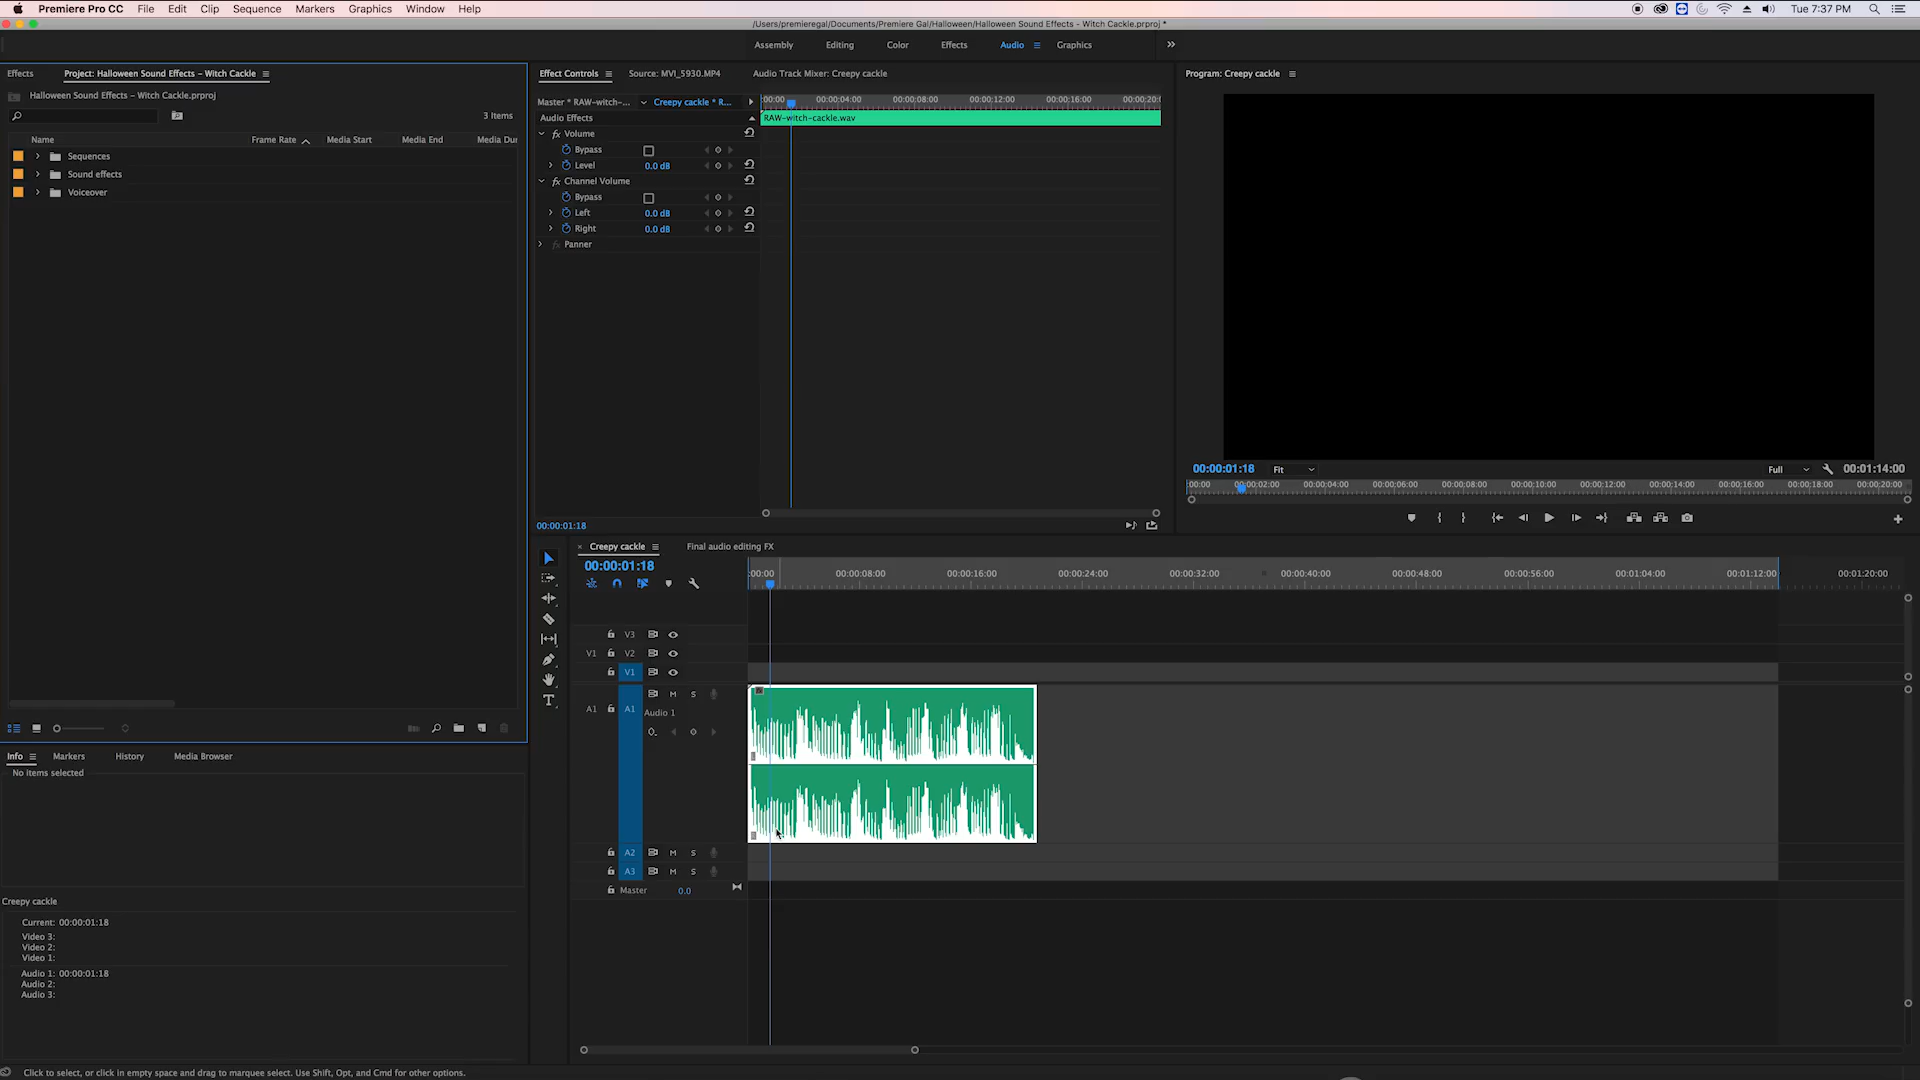 Premiere Pro CC File Edit Clip Sequence Markers Graphics Window Help Tue 7:37 PM
/Users/premieregal/Documents/Premiere Gal/Halloween/Halloween Sound Effects - Witch Cackle.prproj *
Assembly Editing Color Effects Audio Graphics
Effects Project: Halloween Sound Effects - Witch Cackle
Halloween Sound Effects - Witch Cackle.prproj
3 Items
Name Frame Rate Media Start Media End Media Dur
Sequences
Sound effects
Voiceover
Effect Controls Source: MVI_5930.MP4 Audio Track Mixer: Creepy cackle
Master * RAW-witch-... Creepy cackle * R...
:00:00 00:00:04:00 00:00:08:00 00:00:12:00 00:00:16:00 00:00:20:0
Audio Effects RAW-witch-cackle.wav
fx Volume
Bypass
Level 0.0 dB
fx Channel Volume
Bypass
Left 0.0 dB
Right 0.0 dB
fx Panner
00:00:01:18
Program: Creepy cackle
00:00:01:18 Fit Full 00:01:14:00
:00:00 00:00:02:00 00:00:04:00 00:00:06:00 00:00:08:00 00:00:10:00 00:00:12:00 00:00:14:00 00:00:16:00 00:00:18:00 00:00:20:00
Creepy cackle Final audio editing FX
00:00:01:18
:00:00 00:00:08:00 00:00:16:00 00:00:24:00 00:00:32:00 00:00:40:00 00:00:48:00 00:00:56:00 00:01:04:00 00:01:12:00 00:01:20:00
V3
V1 V2
V1
M S
A1 A1 Audio 1
A2 M S
A3 M S
Master 0.0
Info Markers History Media Browser
No items selected
Creepy cackle
Current: 00:00:01:18
Video 3:
Video 2:
Video 1:
Audio 1: 00:00:01:18
Audio 2:
Audio 3:
Click to select, or click in empty space and drag to marquee select. Use Shift, Opt, and Cmd for other options.